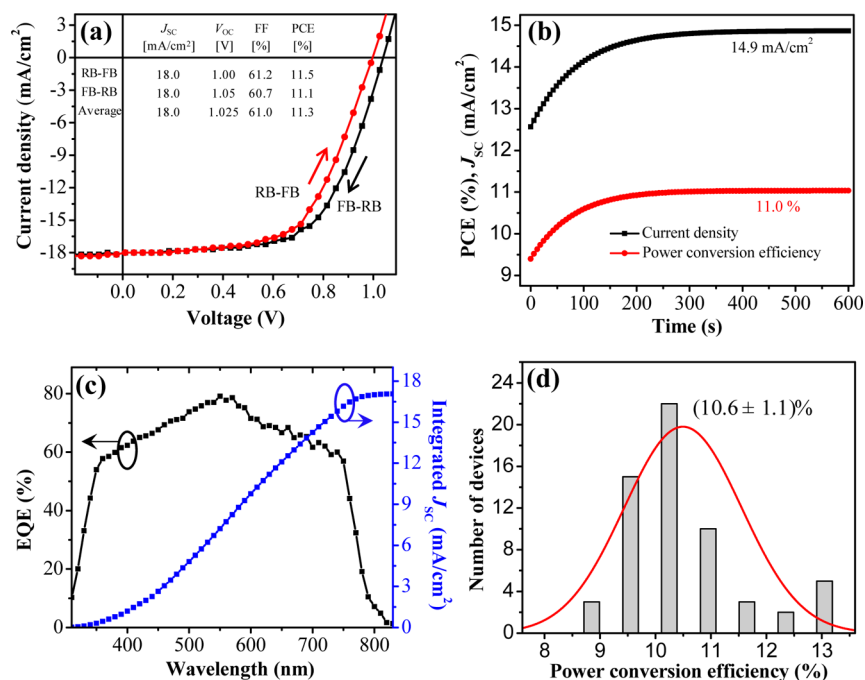 (a)
J_SC V_OC FF PCE
[mA/cm²] [V] [%] [%]
RB-FB 18.0 1.00 61.2 11.5
FB-RB 18.0 1.05 60.7 11.1
Average 18.0 1.025 61.0 11.3
RB-FB
FB-RB
3
0
-3
-6
-9
-12
-15
-18
Current density (mA/cm²)
0.0 0.2 0.4 0.6 0.8 1.0
Voltage (V)
(b)
14.9 mA/cm²
11.0 %
Current density
Power conversion efficiency
15
14
13
12
11
10
9
PCE (%), J_SC (mA/cm²)
0 100 200 300 400 500 600
Time (s)
(c)
80
60
40
20
0
EQE (%)
18
15
12
9
6
3
0
Integrated J_SC (mA/cm²)
400 500 600 700 800
Wavelength (nm)
(d)
(10.6 ± 1.1)%
24
20
16
12
8
4
0
Number of devices
8 9 10 11 12 13
Power conversion efficiency (%)